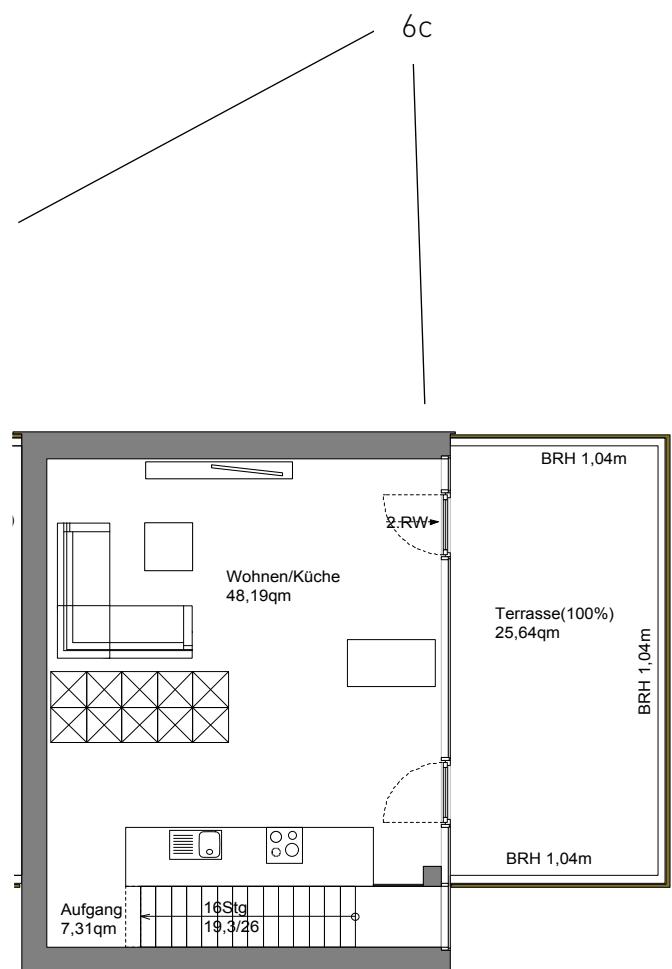 6c
BRH 1,04m
2.RW
Wohnen/Küche
48,19qm
Terrasse(100%)
25,64qm
BRH 1,04m
BRH 1,04m
Aufgang
7,31qm
16Stg
19,3/26